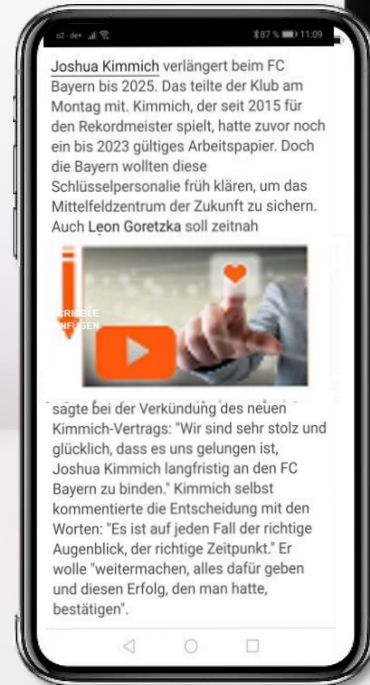 o2 - de+
87 % 11:09
Joshua Kimmich verlängert beim FC
Bayern bis 2025. Das teilte der Klub am
Montag mit. Kimmich, der seit 2015 für
den Rekordmeister spielt, hatte zuvor noch
ein bis 2023 gültiges Arbeitspapier. Doch
die Bayern wollten diese
Schlüsselpersonalie früh klären, um das
Mittelfeldzentrum der Zukunft zu sichern.
Auch Leon Goretzka soll zeitnah
sagte bei der Verkündung des neuen
Kimmich-Vertrags: "Wir sind sehr stolz und
glücklich, dass es uns gelungen ist,
Joshua Kimmich langfristig an den FC
Bayern zu binden." Kimmich selbst
kommentierte die Entscheidung mit den
Worten: "Es ist auf jeden Fall der richtige
Augenblick, der richtige Zeitpunkt." Er
wolle "weitermachen, alles dafür geben
und diesen Erfolg, den man hatte,
bestätigen".